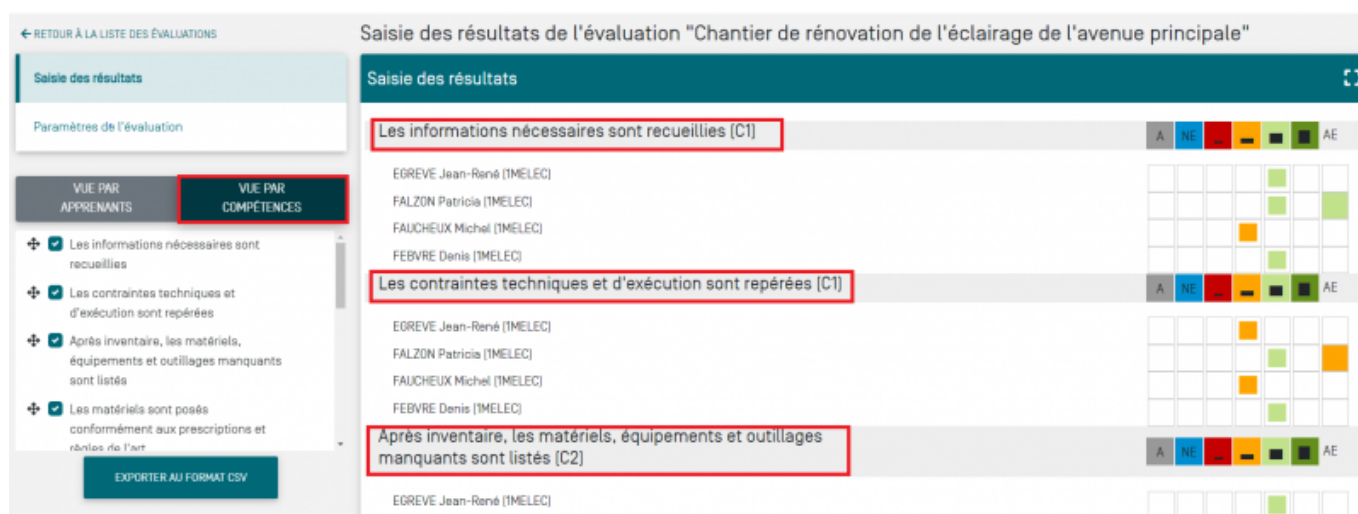 ← RETOUR À LA LISTE DES ÉVALUATIONS
Saisie des résultats de l'évaluation "Chantier de rénovation de l'éclairage de l'avenue principale"
Saisie des résultats
Paramètres de l'évaluation
VUE PAR
APPRENANTS
VUE PAR
COMPÉTENCES
Les informations nécessaires sont
recueillies
Les contraintes techniques et
d'exécution sont repérées
Après inventaire, les matériels,
équipements et outillages manquants
sont listés
Les matériels sont posés
conformément aux prescriptions et
règles de l'art
EXPORTER AU FORMAT CSV
Saisie des résultats
Les informations nécessaires sont recueillies (C1)
A NE AE
EGREVE Jean-René (1MELEC)
FALZON Patricia (1MELEC)
FAUCHEUX Michel (1MELEC)
FEBVRE Denis (1MELEC)
Les contraintes techniques et d'exécution sont repérées (C1)
A NE AE
EGREVE Jean-René (1MELEC)
FALZON Patricia (1MELEC)
FAUCHEUX Michel (1MELEC)
FEBVRE Denis (1MELEC)
Après inventaire, les matériels, équipements et outillages
manquants sont listés (C2)
A NE AE
EGREVE Jean-René (1MELEC)